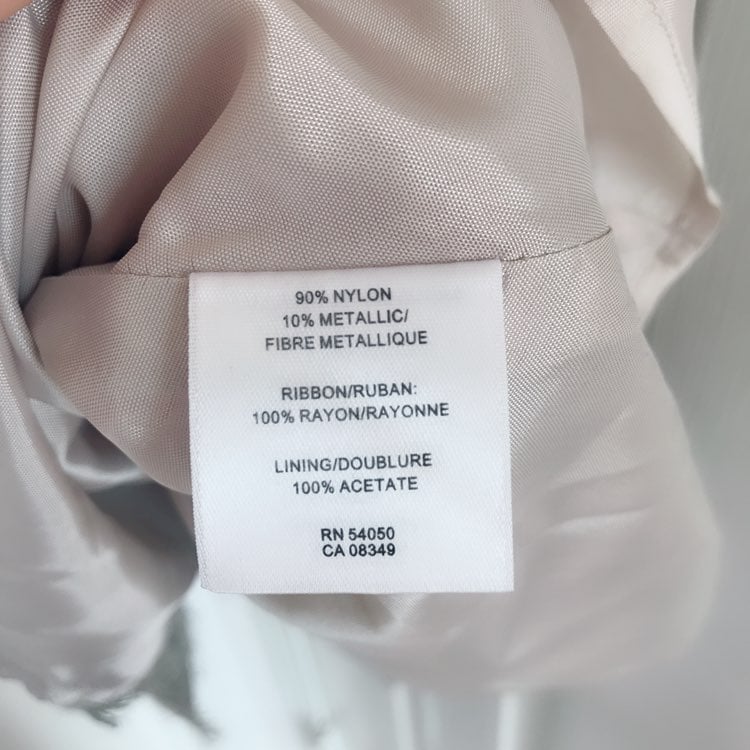 90% NYLON
10% METALLIC/
FIBRE METALLIQUE
RIBBON/RUBAN:
100% RAYON/RAYONNE
LINING/DOUBLURE
100% ACETATE
RN 54050
CA 08349